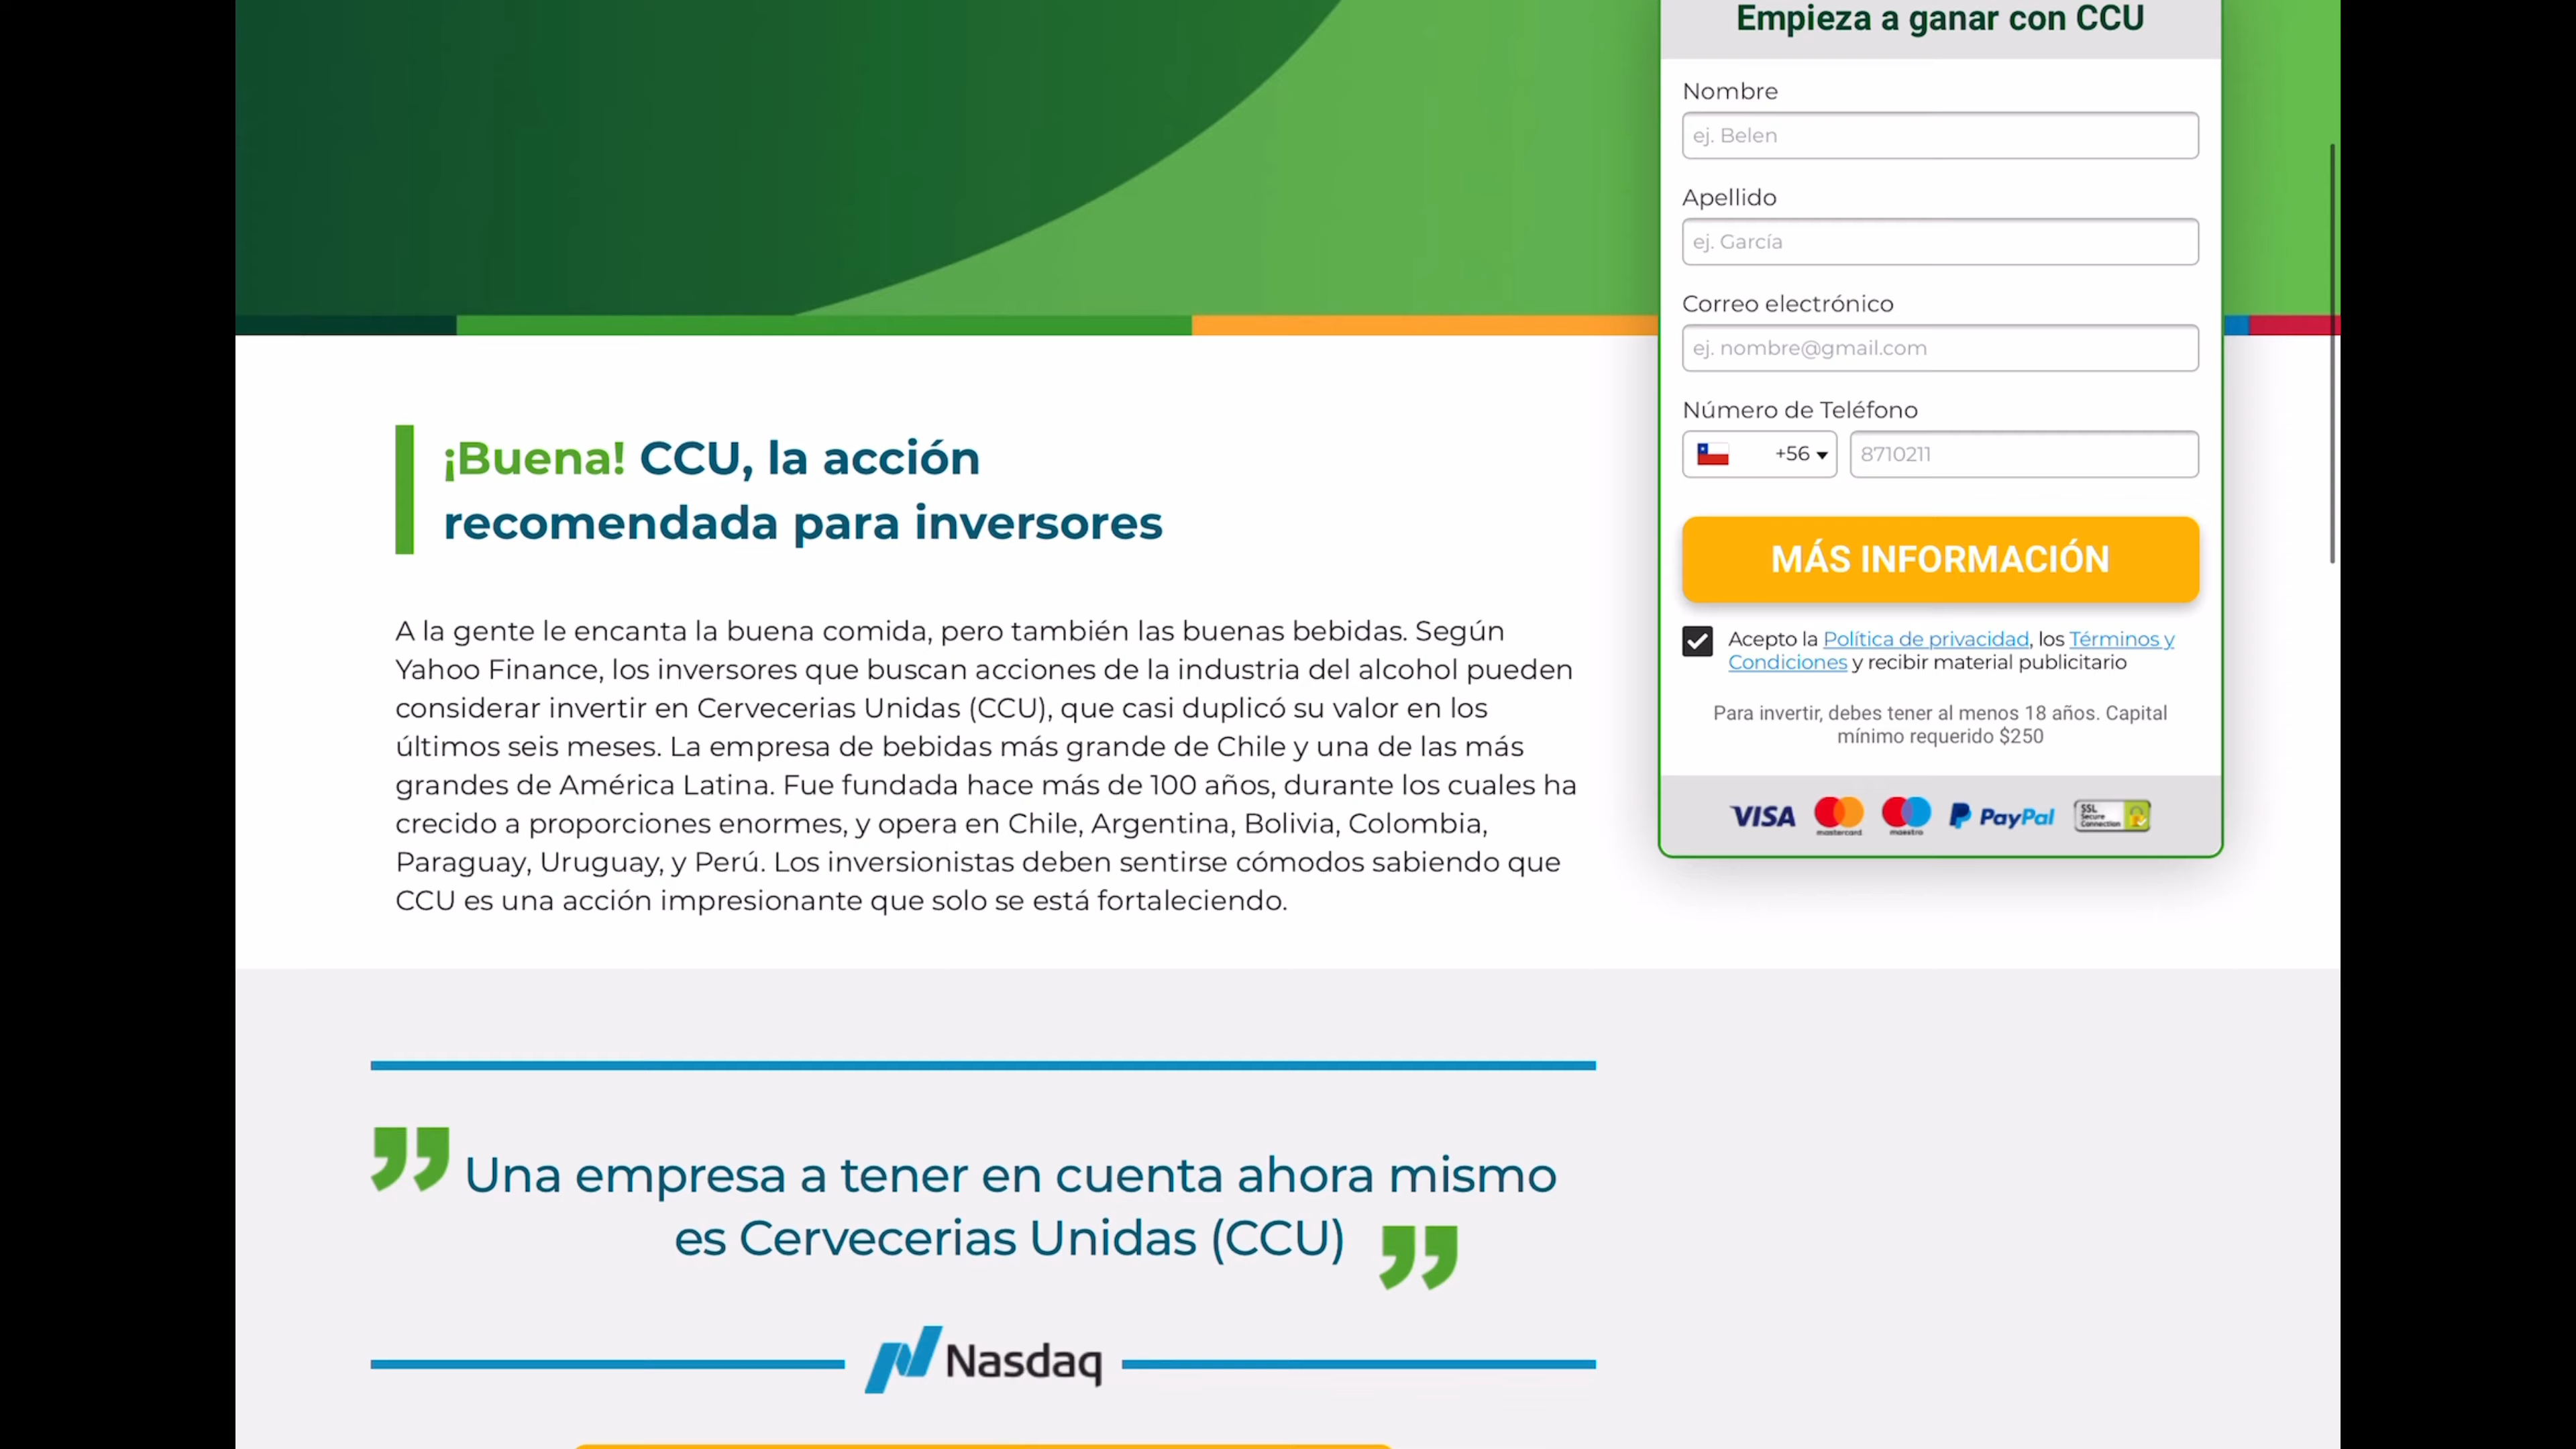 Empieza a ganar con CCU
Nombre
ej. Belen
Apellido
ej. García
Correo electrónico
ej. nombre@gmail.com
Número de Teléfono
+56
8710211
MÁS INFORMACIÓN
Acepto la Política de privacidad, los Términos y
Condiciones y recibir material publicitario
Para invertir, debes tener al menos 18 años. Capital
mínimo requerido $250
VISA
mastercard
maestro
PayPal
SSL
Secure
Connection
¡Buena! CCU, la acción
recomendada para inversores
A la gente le encanta la buena comida, pero también las buenas bebidas. Según
Yahoo Finance, los inversores que buscan acciones de la industria del alcohol pueden
considerar invertir en Cervecerias Unidas (CCU), que casi duplicó su valor en los
últimos seis meses. La empresa de bebidas más grande de Chile y una de las más
grandes de América Latina. Fue fundada hace más de 100 años, durante los cuales ha
crecido a proporciones enormes, y opera en Chile, Argentina, Bolivia, Colombia,
Paraguay, Uruguay, y Perú. Los inversionistas deben sentirse cómodos sabiendo que
CCU es una acción impresionante que solo se está fortaleciendo.
” Una empresa a tener en cuenta ahora mismo
es Cervecerias Unidas (CCU) ”
Nasdaq